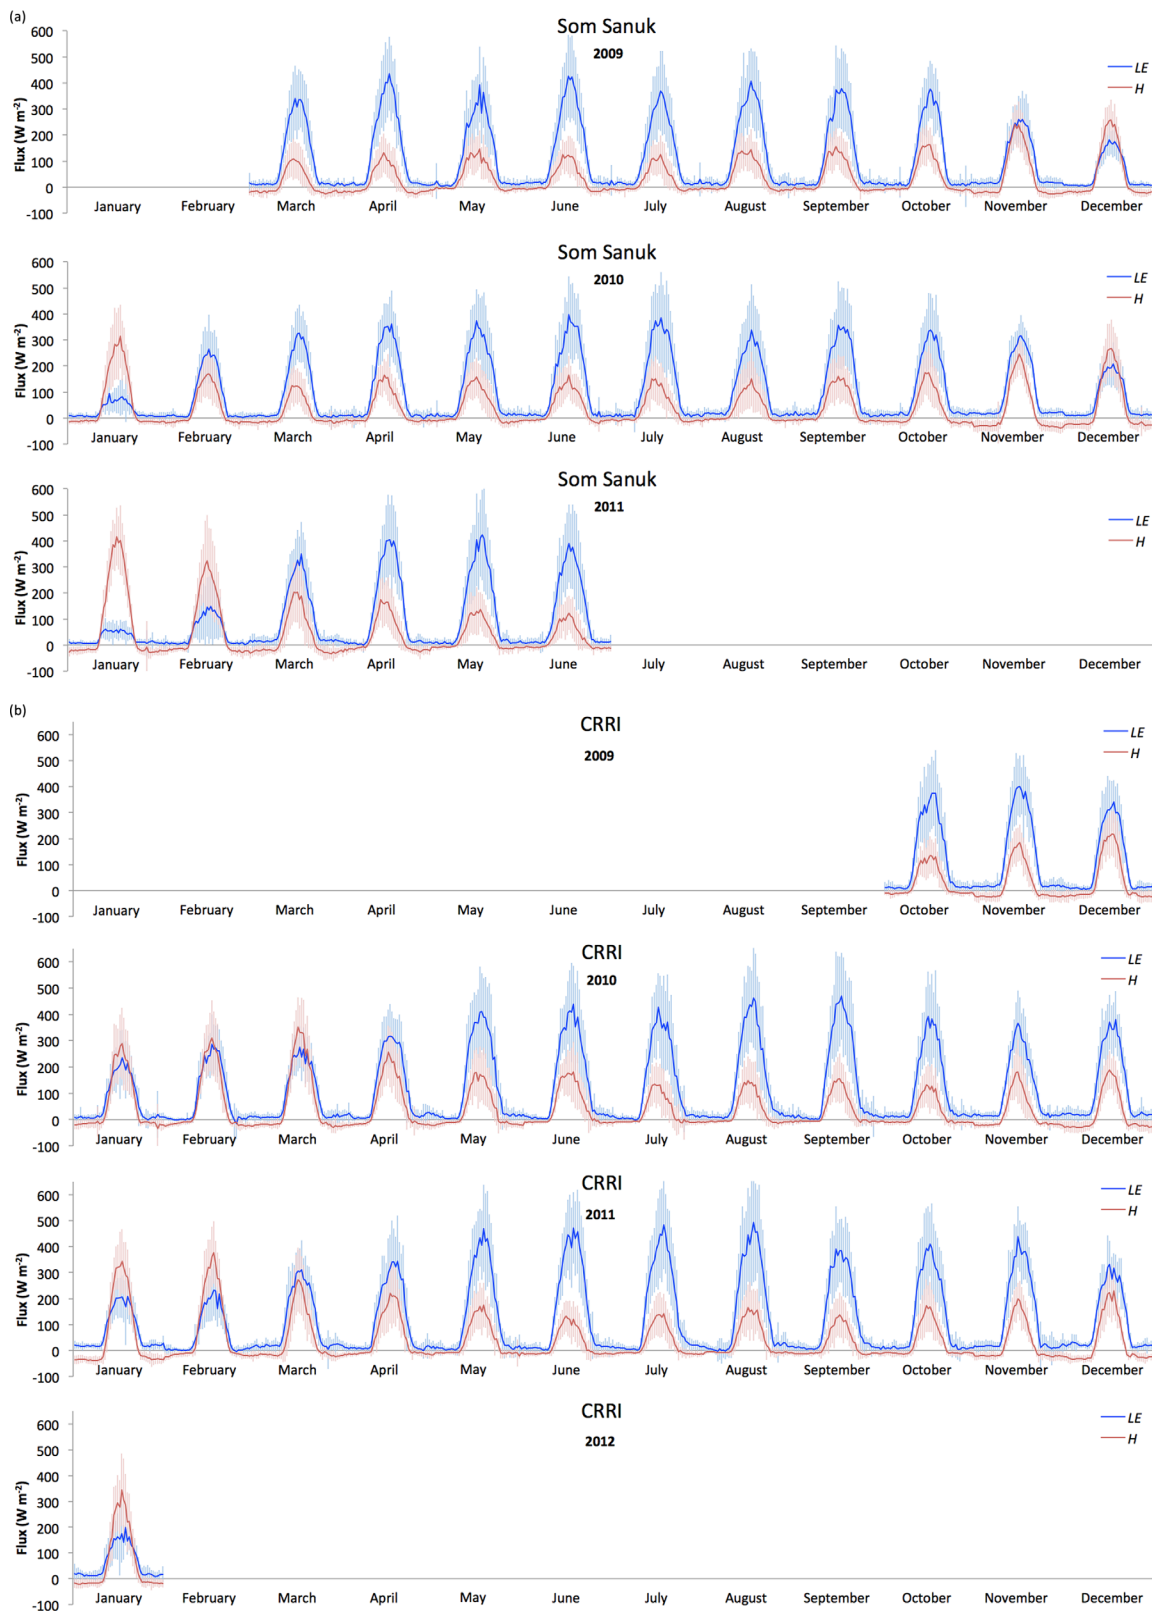 (a)
Som Sanuk
2009
LE
H
Flux (W m-2)
600
500
400
300
200
100
0
-100
January February March April May June July August September October November December
Som Sanuk
2010
LE
H
Flux (W m-2)
600
500
400
300
200
100
0
-100
January February March April May June July August September October November December
Som Sanuk
2011
LE
H
Flux (W m-2)
600
500
400
300
200
100
0
-100
January February March April May June July August September October November December
(b)
CRRI
2009
LE
H
Flux (W m-2)
600
500
400
300
200
100
0
-100
January February March April May June July August September October November December
CRRI
2010
LE
H
Flux (W m-2)
600
500
400
300
200
100
0
-100
January February March April May June July August September October November December
CRRI
2011
LE
H
Flux (W m-2)
600
500
400
300
200
100
0
-100
January February March April May June July August September October November December
CRRI
2012
LE
H
Flux (W m-2)
600
500
400
300
200
100
0
-100
January February March April May June July August September October November December